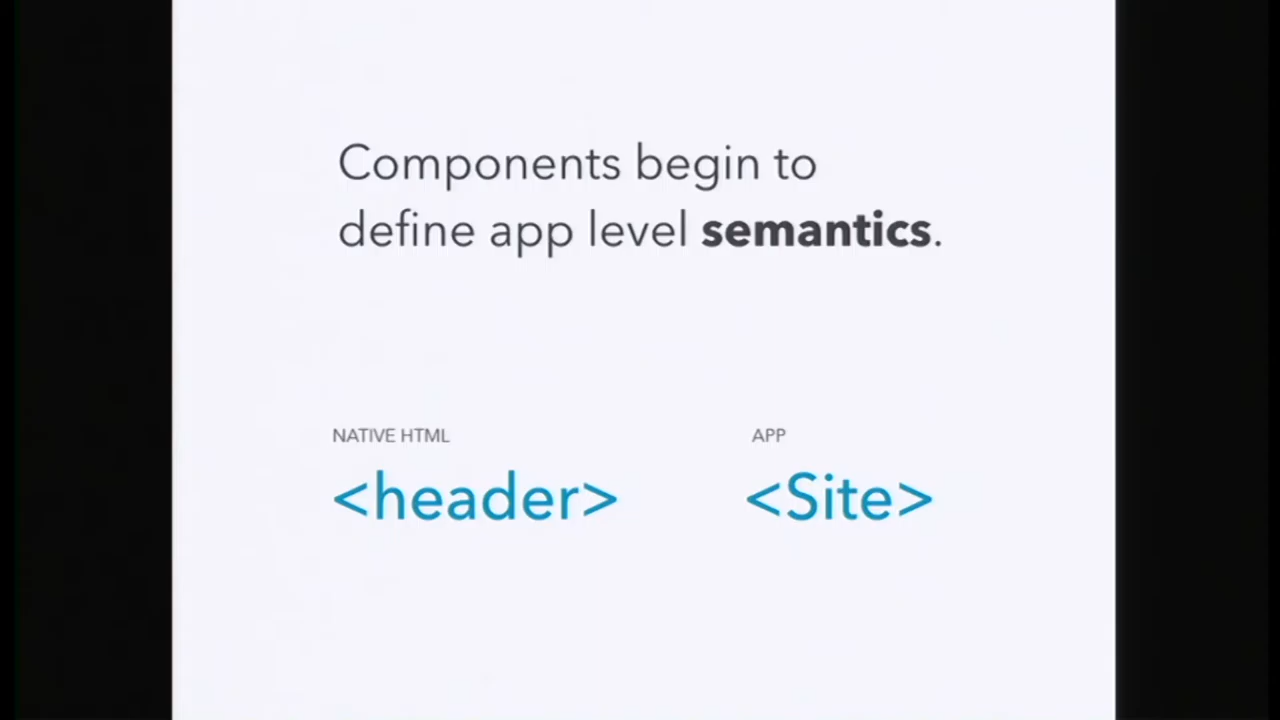 Components begin to
define app level semantics.
NATIVE HTML
APP
<header>
<Site>